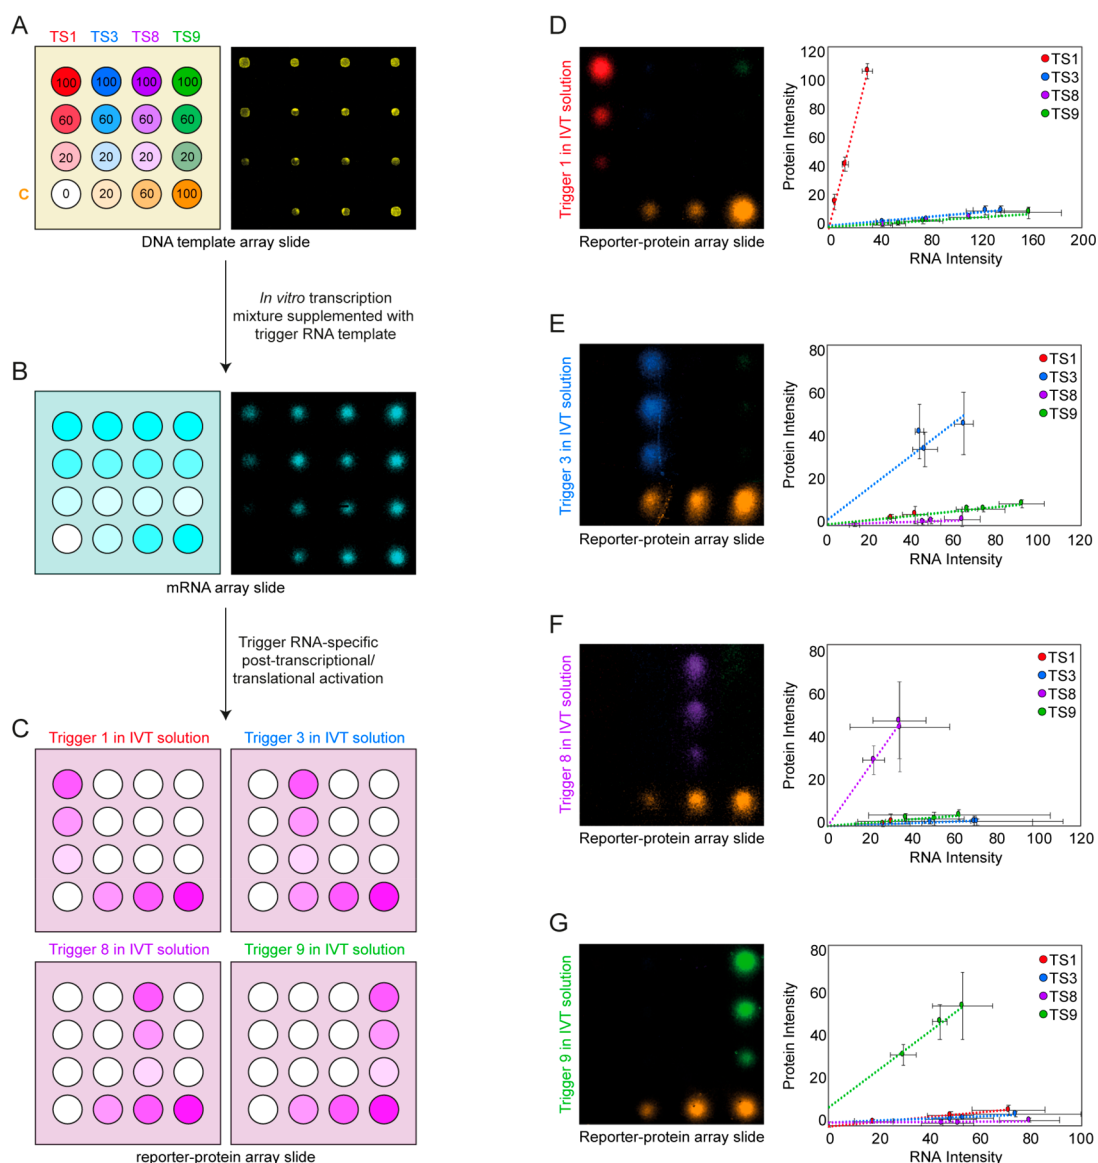 A
TS1 TS3 TS8 TS9
100 100 100 100
60 60 60 60
20 20 20 20
C 0 20 60 100
DNA template array slide
In vitro transcription
mixture supplemented with
trigger RNA template
B
mRNA array slide
Trigger RNA-specific
post-transcriptional/
translational activation
C
Trigger 1 in IVT solution
Trigger 3 in IVT solution
Trigger 8 in IVT solution
Trigger 9 in IVT solution
reporter-protein array slide
D
Trigger 1 in IVT solution
Reporter-protein array slide
Protein Intensity
120
100
80
60
40
20
0
0 40 80 120 160 200
RNA Intensity
TS1
TS3
TS8
TS9
E
Trigger 3 in IVT solution
Reporter-protein array slide
Protein Intensity
80
60
40
20
0
0 20 40 60 80 100 120
RNA Intensity
TS1
TS3
TS8
TS9
F
Trigger 8 in IVT solution
Reporter-protein array slide
Protein Intensity
80
60
40
20
0
0 20 40 60 80 100 120
RNA Intensity
TS1
TS3
TS8
TS9
G
Trigger 9 in IVT solution
Reporter-protein array slide
Protein Intensity
80
60
40
20
0
0 20 40 60 80 100
RNA Intensity
TS1
TS3
TS8
TS9